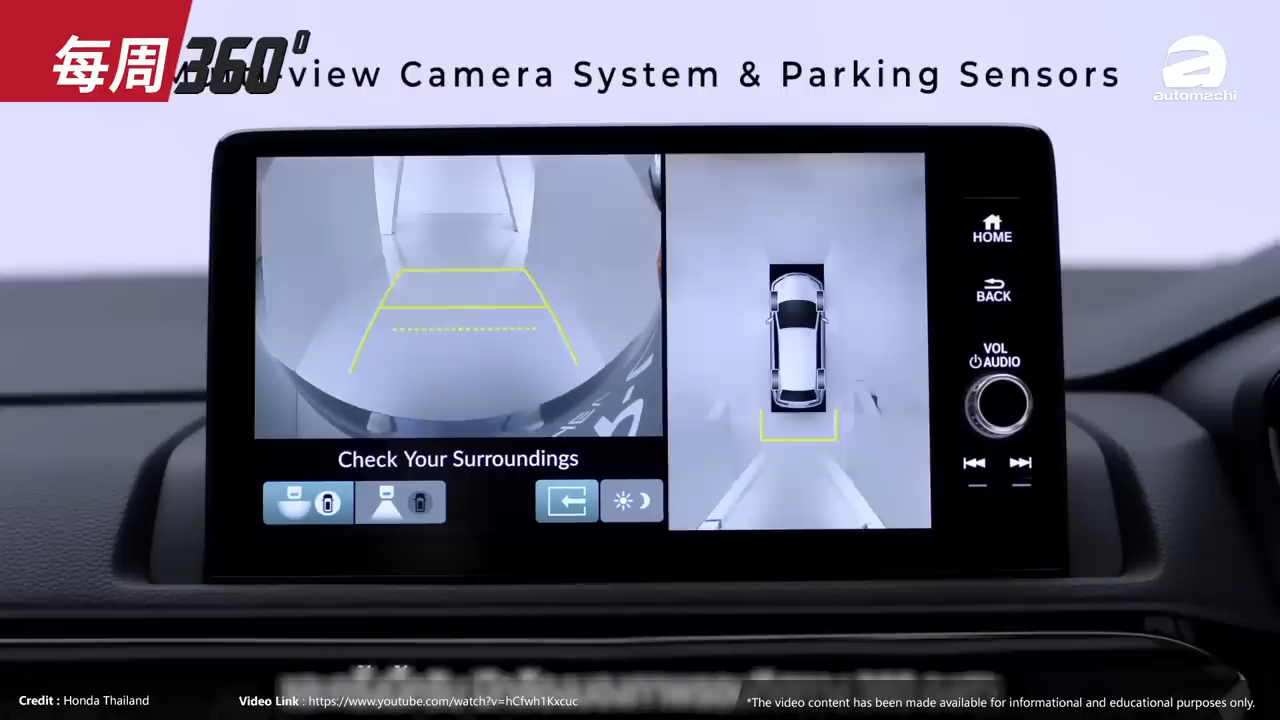 每周360°
-view Camera System & Parking Sensors
automachi
HOME
BACK
VOL
AUDIO
Check Your Surroundings
Credit : Honda Thailand
Video Link : https://www.youtube.com/watch?v=hCfwh1Kxcuc
*The video content has been made available for informational and educational purposes only.